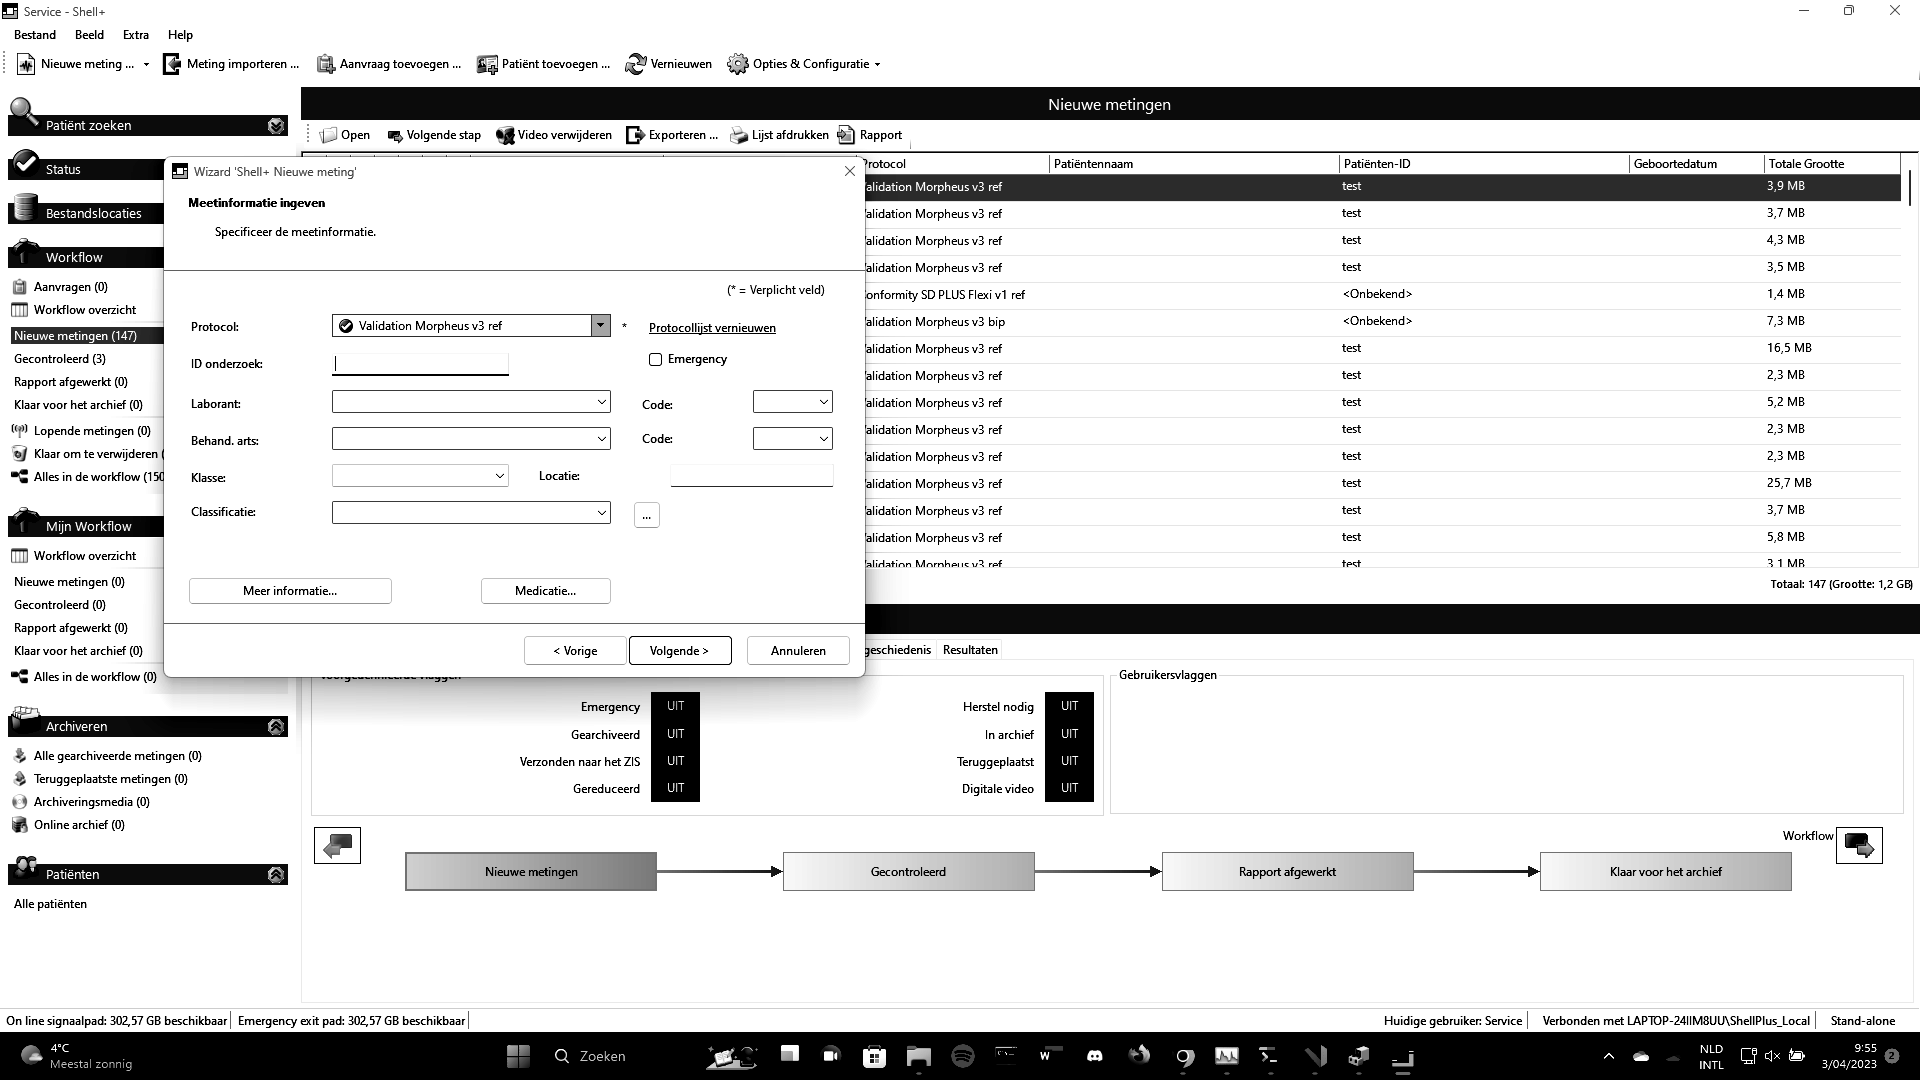 Service - Shell+
Bestand Beeld Extra Help
Nieuwe meting ... Meting importeren ... Aanvraag toevoegen ... Patiënt toevoegen ... Vernieuwen Opties & Configuratie
Nieuwe metingen
Patiënt zoeken
Open Volgende stap Video verwijderen Exporteren ... Lijst afdrukken Rapport
Status
Bestandslocaties
Workflow
Aanvragen (0)
Workflow overzicht
Nieuwe metingen (147)
Gecontroleerd (3)
Rapport afgewerkt (0)
Klaar voor het archief (0)
Lopende metingen (0)
Klaar om te verwijderen (
Alles in de workflow (150
Mijn Workflow
Workflow overzicht
Nieuwe metingen (0)
Gecontroleerd (0)
Rapport afgewerkt (0)
Klaar voor het archief (0)
Alles in de workflow (0)
Archiveren
Alle gearchiveerde metingen (0)
Teruggeplaatste metingen (0)
Archiveringsmedia (0)
Online archief (0)
Patiënten
Alle patiënten
Wizard 'Shell+ Nieuwe meting'
Meetinformatie ingeven
Specificeer de meetinformatie.
(* = Verplicht veld)
Protocol: Validation Morpheus v3 ref * Protocollijst vernieuwen
ID onderzoek: Emergency
Laborant: Code:
Behand. arts: Code:
Klasse: Locatie:
Classificatie: ...
Meer informatie... Medicatie...
< Vorige Volgende > Annuleren
rotocol Patiëntennaam Patiënten-ID Geboortedatum Totale Grootte
alidation Morpheus v3 ref test 3,9 MB
alidation Morpheus v3 ref test 3,7 MB
alidation Morpheus v3 ref test 4,3 MB
alidation Morpheus v3 ref test 3,5 MB
onformity SD PLUS Flexi v1 ref <Onbekend> 1,4 MB
alidation Morpheus v3 bip <Onbekend> 7,3 MB
alidation Morpheus v3 ref test 16,5 MB
alidation Morpheus v3 ref test 2,3 MB
alidation Morpheus v3 ref test 5,2 MB
alidation Morpheus v3 ref test 2,3 MB
alidation Morpheus v3 ref test 2,3 MB
alidation Morpheus v3 ref test 25,7 MB
alidation Morpheus v3 ref test 3,7 MB
alidation Morpheus v3 ref test 5,8 MB
alidation Morpheus v3 ref test 3,1 MB
Totaal: 147 (Grootte: 1,2 GB)
geschiedenis Resultaten
Voorgedefinieerde vlaggen Gebruikersvlaggen
Emergency UIT Herstel nodig UIT
Gearchiveerd UIT In archief UIT
Verzonden naar het ZIS UIT Teruggeplaatst UIT
Gereduceerd UIT Digitale video UIT
Workflow
Nieuwe metingen Gecontroleerd Rapport afgewerkt Klaar voor het archief
On line signaalpad: 302,57 GB beschikbaar Emergency exit pad: 302,57 GB beschikbaar Huidige gebruiker: Service Verbonden met LAPTOP-24IIM8UU\ShellPlus_Local Stand-alone
4°C
Meestal zonnig
Zoeken
NLD
INTL
9:55
3/04/2023
2